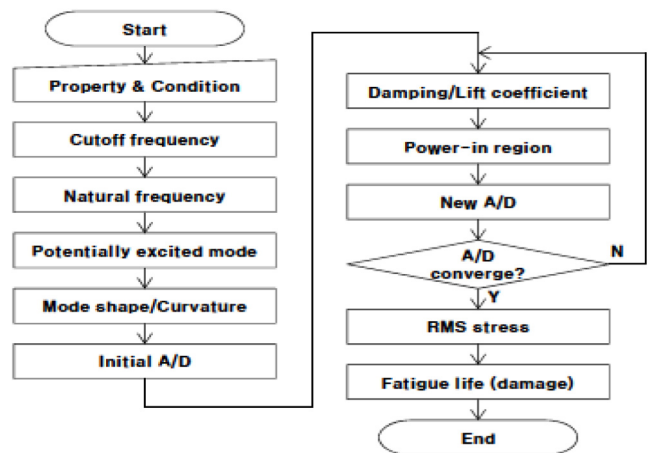 Start
Property & Condition
Cutoff frequency
Natural frequency
Potentially excited mode
Mode shape/Curvature
Initial A/D
Damping/Lift coefficient
Power-in region
New A/D
A/D
converge?
N
Y
RMS stress
Fatigue life (damage)
End